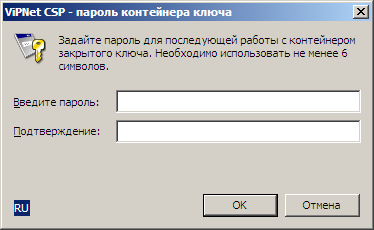 ViPNet CSP - пароль контейнера ключа
Задайте пароль для последующей работы с контейнером
закрытого ключа. Необходимо использовать не менее 6
символов.
Введите пароль:
Подтверждение:
RU
OK
Отмена